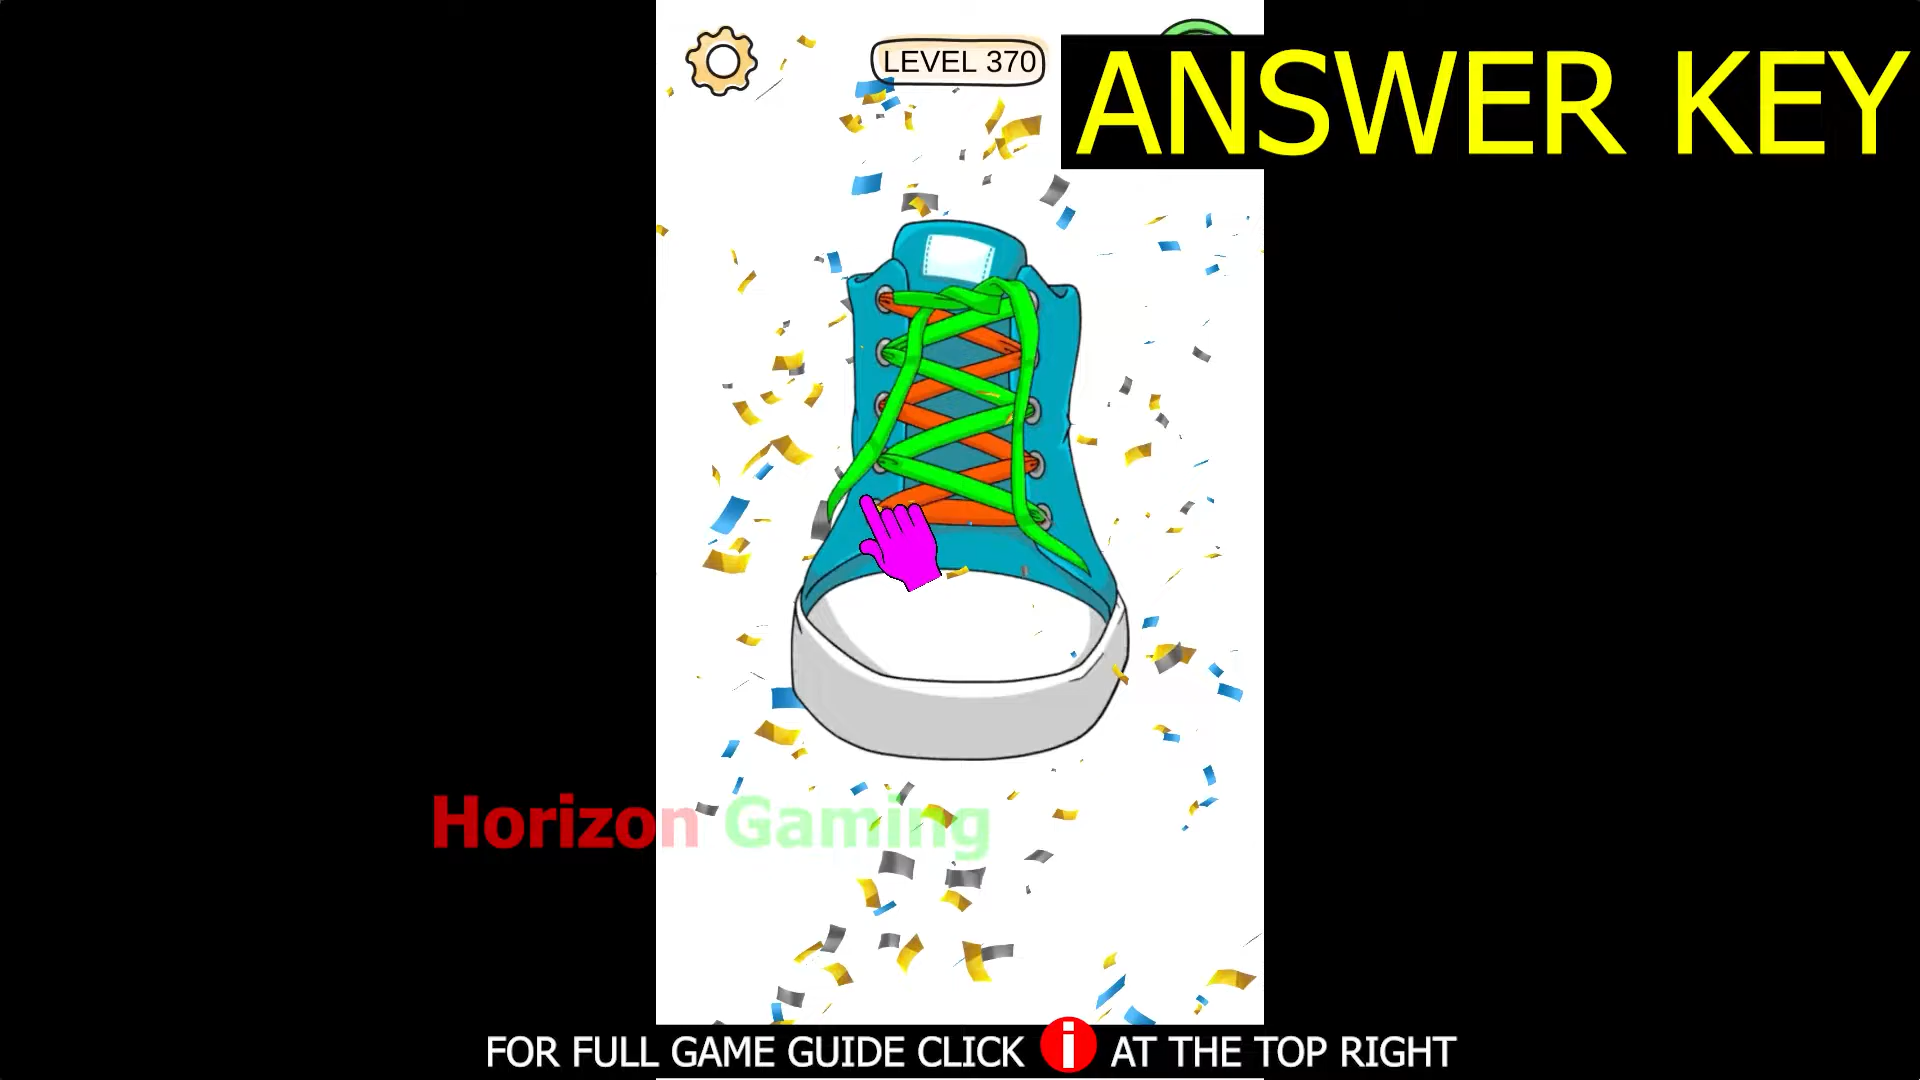 LEVEL 370
ANSWER KEY
Horizon Gaming
FOR FULL GAME GUIDE CLICK i AT THE TOP RIGHT